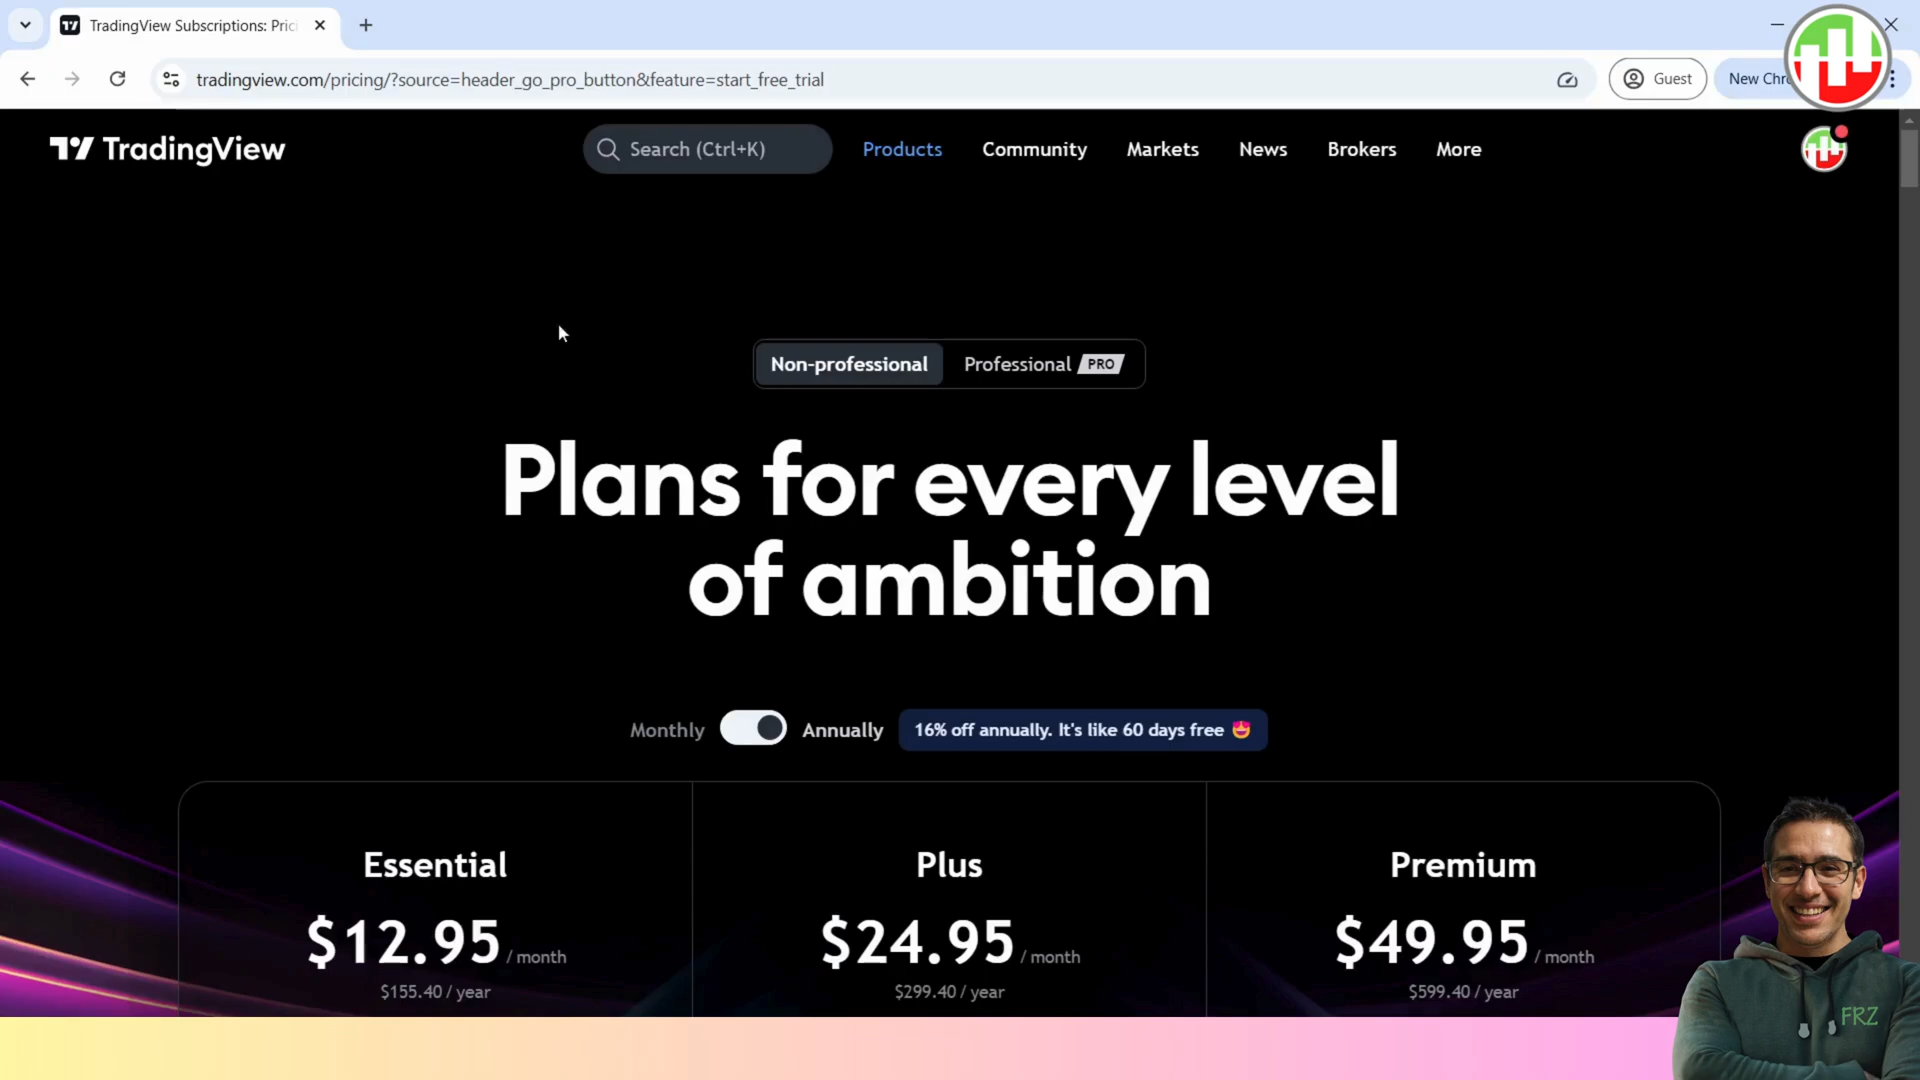 TradingView Subscriptions: Pric
tradingview.com/pricing/?source=header_go_pro_button&feature=start_free_trial
Guest
New Chr
TradingView
Search (Ctrl+K)
Products
Community
Markets
News
Brokers
More
Non-professional
Professional PRO
Plans for every level
of ambition
Monthly
Annually
16% off annually. It's like 60 days free 😍
Essential
Plus
Premium
$12.95 / month
$24.95 / month
$49.95 / month
$155.40 / year
$299.40 / year
$599.40 / year
FRZ